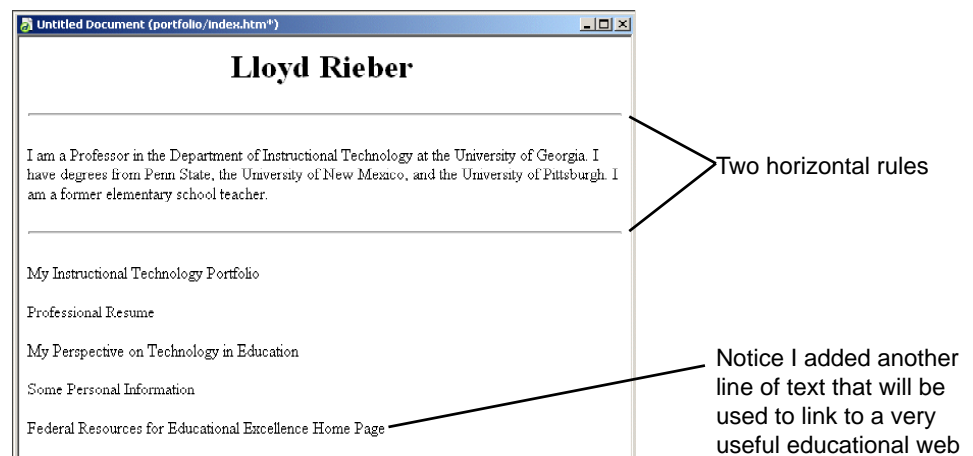 Untitled Document (portfolio/index.htm*)
Lloyd Rieber
I am a Professor in the Department of Instructional Technology at the University of Georgia. I
have degrees from Penn State, the University of New Mexico, and the University of Pittsburgh. I
am a former elementary school teacher.
Two horizontal rules
My Instructional Technology Portfolio
Professional Resume
My Perspective on Technology in Education
Some Personal Information
Federal Resources for Educational Excellence Home Page
Notice I added another
line of text that will be
used to link to a very
useful educational web